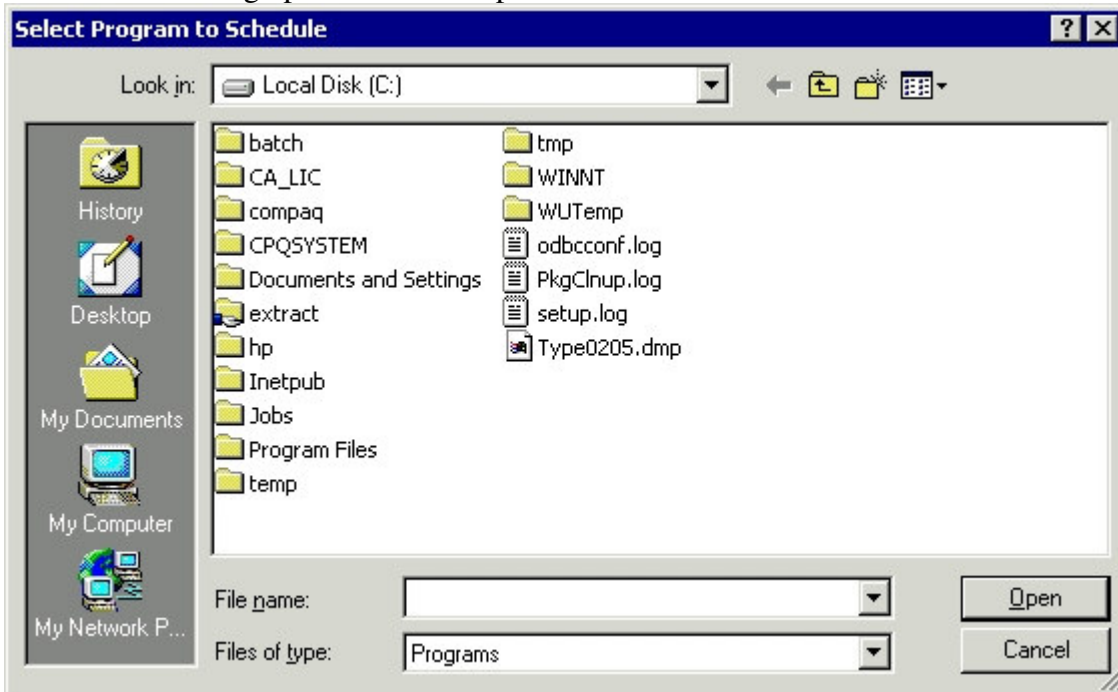 Select Program to Schedule
Look in: Local Disk (C:)
History
Desktop
My Documents
My Computer
My Network P...
batch
CA_LIC
compaq
CPQSYSTEM
Documents and Settings
extract
hp
Inetpub
Jobs
Program Files
temp
tmp
WINNT
WUTemp
odbcconf.log
PkgClnup.log
setup.log
Type0205.dmp
File name:
Open
Files of type: Programs
Cancel